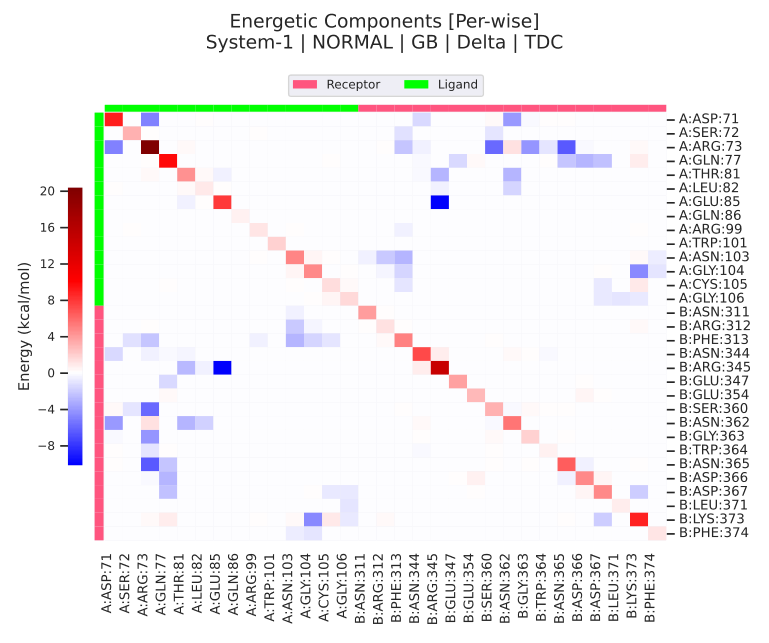 Energetic Components [Per-wise]
System-1 | NORMAL | GB | Delta | TDC
Receptor
Ligand
A:ASP:71
A:SER:72
A:ARG:73
A:GLN:77
A:THR:81
A:LEU:82
A:GLU:85
A:GLN:86
A:ARG:99
A:TRP:101
A:ASN:103
A:GLY:104
A:CYS:105
A:GLY:106
B:ASN:311
B:ARG:312
B:PHE:313
B:ASN:344
B:ARG:345
B:GLU:347
B:GLU:354
B:SER:360
B:ASN:362
B:GLY:363
B:TRP:364
B:ASN:365
B:ASP:366
B:ASP:367
B:LEU:371
B:LYS:373
B:PHE:374
20
16
12
8
4
0
−4
−8
Energy (kcal/mol)
A:ASP:71
A:SER:72
A:ARG:73
A:GLN:77
A:THR:81
A:LEU:82
A:GLU:85
A:GLN:86
A:ARG:99
A:TRP:101
A:ASN:103
A:GLY:104
A:CYS:105
A:GLY:106
B:ASN:311
B:ARG:312
B:PHE:313
B:ASN:344
B:ARG:345
B:GLU:347
B:GLU:354
B:SER:360
B:ASN:362
B:GLY:363
B:TRP:364
B:ASN:365
B:ASP:366
B:ASP:367
B:LEU:371
B:LYS:373
B:PHE:374